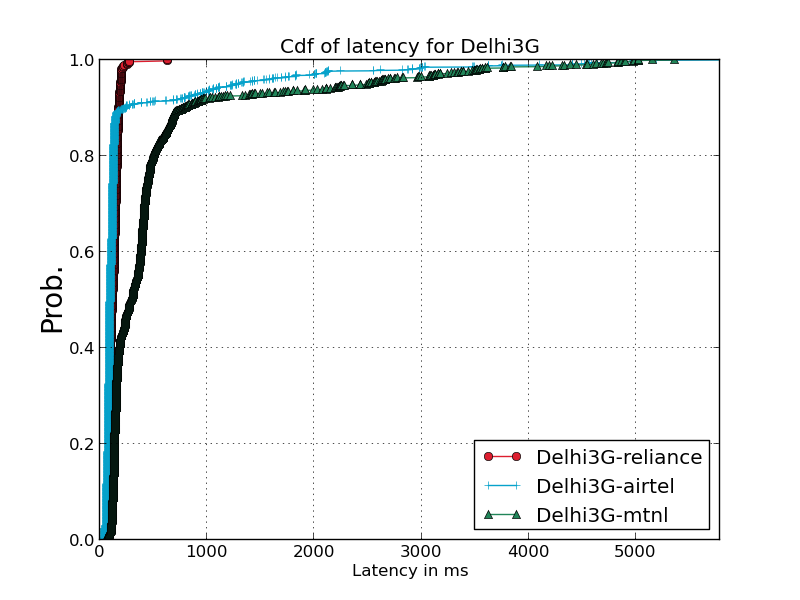 Cdf of latency for Delhi3G
Prob.
1.0
0.8
0.6
0.4
0.2
0.0
0 1000 2000 3000 4000 5000
Latency in ms
Delhi3G-reliance
Delhi3G-airtel
Delhi3G-mtnl